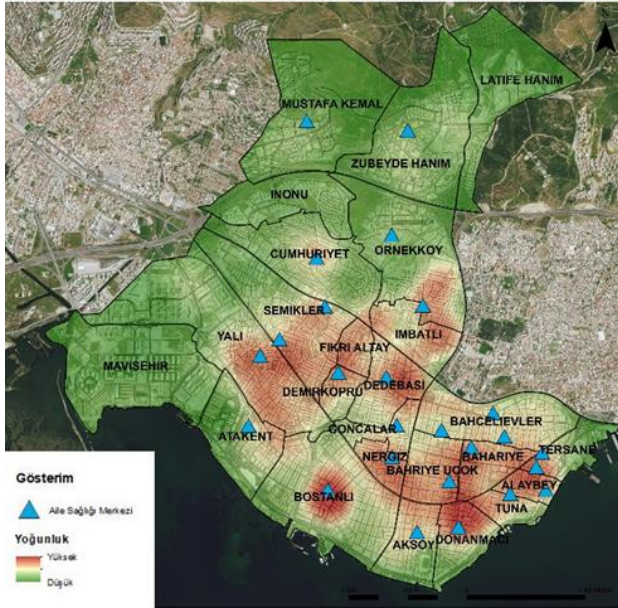 LATIFE HANIM
MUSTAFA KEMAL
ZUBEYDE HANIM
INONU
CUMHURIYET
ORNEKKOY
SEMIKLER
YALI
IMBATLI
FIKRI ALTAY
MAVISEHIR
DEMIRKOPRU
DEDEBASI
ATAKENT
GONCALAR
BAHCELIEVLER
NERGIZ
BAHARIYE
TERSANE
BAHRIYE UCOK
BOSTANLI
ALAYBEY
TUNA
AKSOY
DONANMACI
Gösterim
Aile Sağlığı Merkezi
Yoğunluk
Yüksek
Düşük